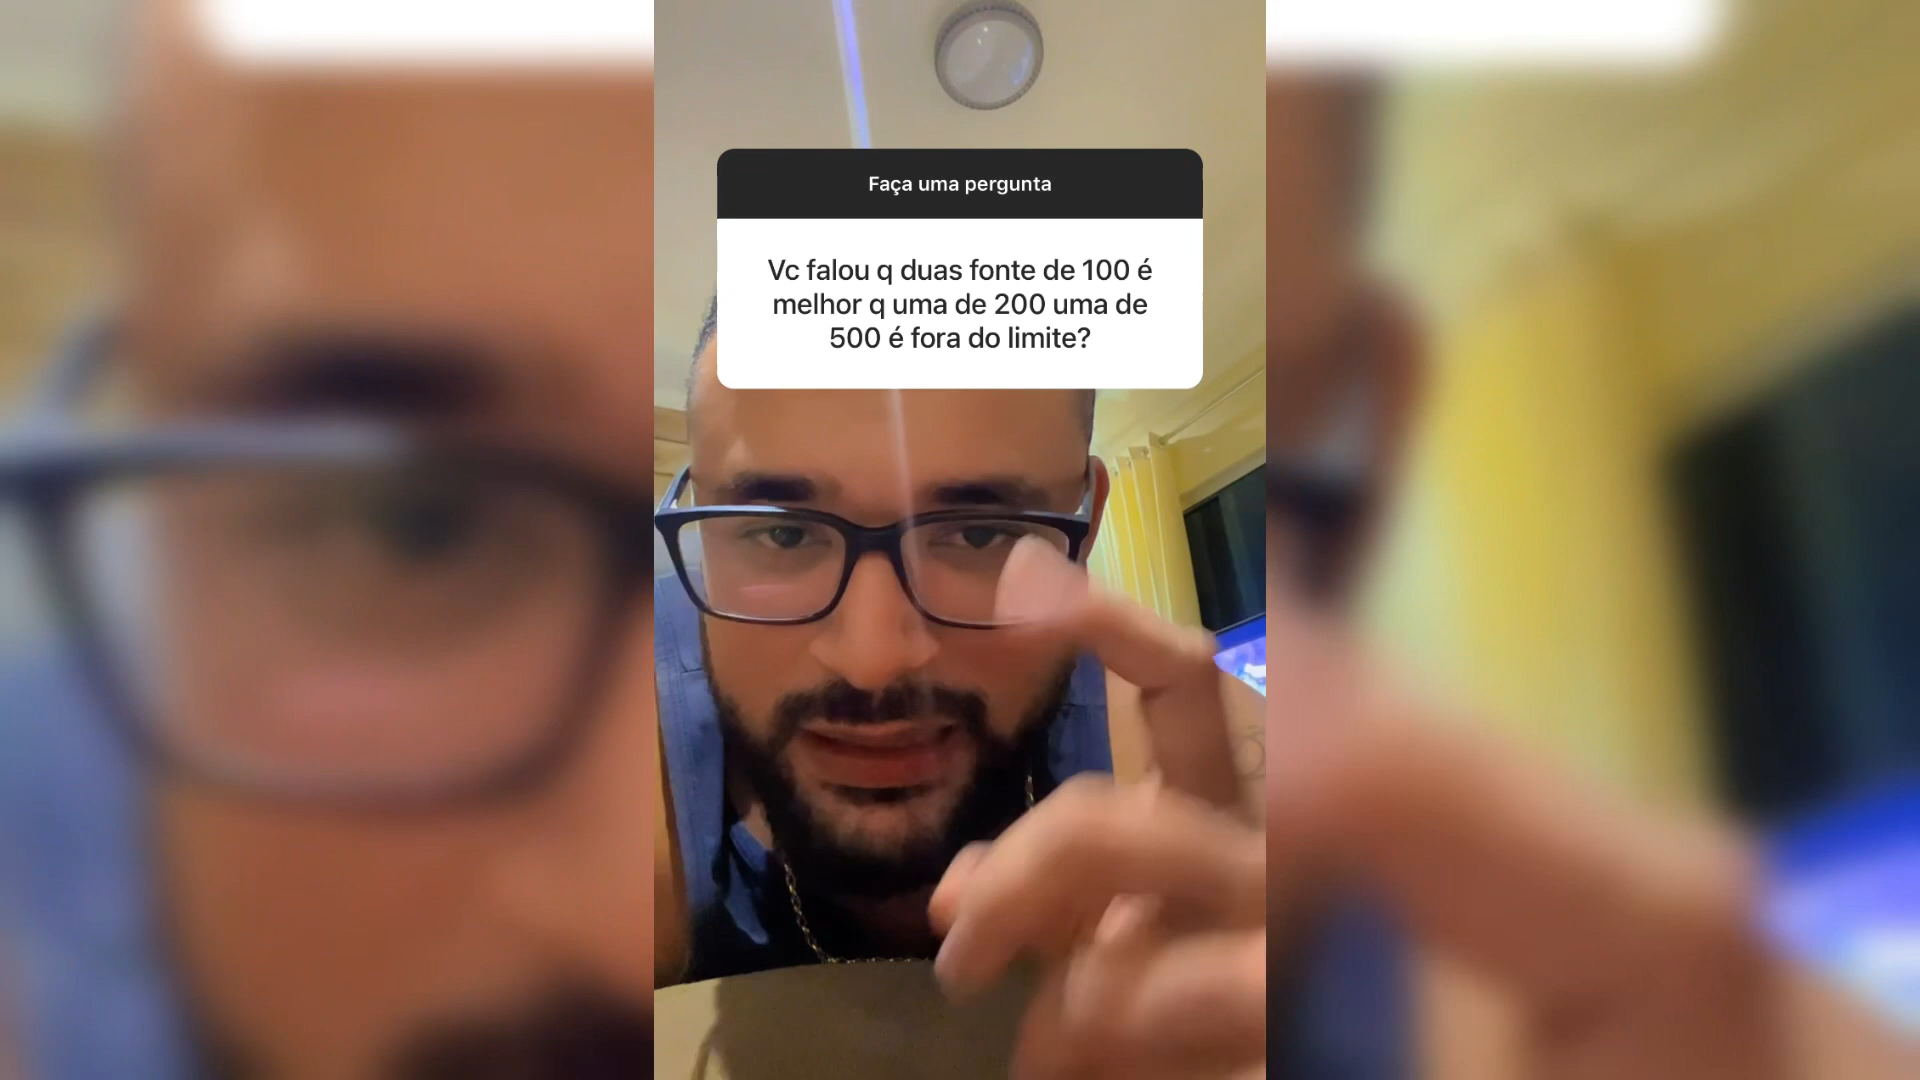 Faça uma pergunta
Vc falou q duas fonte de 100 é
melhor q uma de 200 uma de
500 é fora do limite?